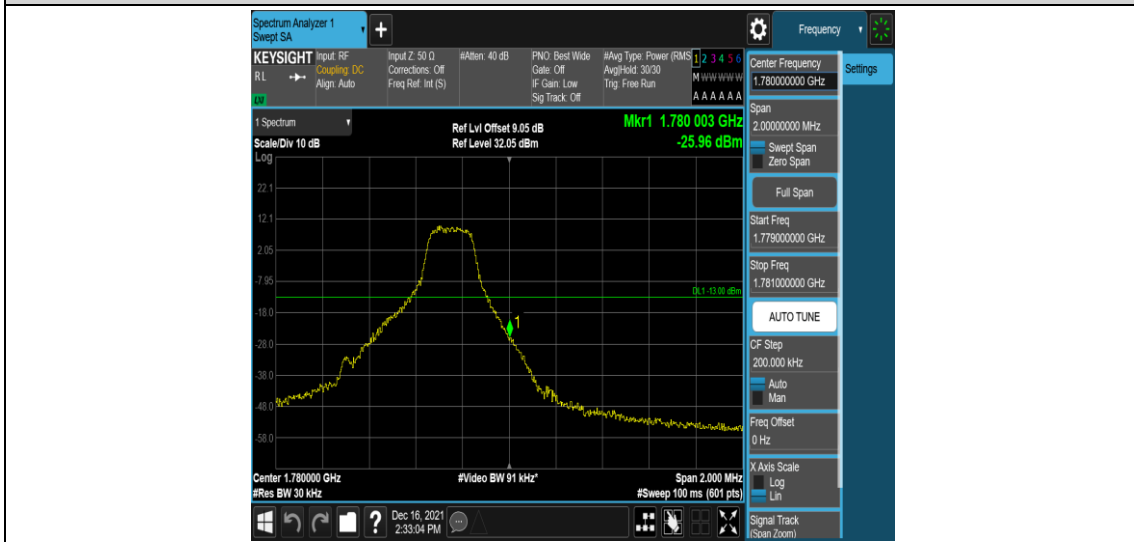 Spectrum Analyzer 1
Swept SA
Frequency
KEYSIGHT
RL
LXI
Input: RF
Coupling: DC
Align: Auto
Input Z: 50 Ω
Corrections: Off
Freq Ref: Int (S)
#Atten: 40 dB
PNO: Best Wide
Gate: Off
IF Gain: Low
Sig Track: Off
#Avg Type: Power (RMS
Avg|Hold: 30/30
Trig: Free Run
1 2 3 4 5 6
M W W W W W
A A A A A A
1 Spectrum
Scale/Div 10 dB
Log
Ref Lvl Offset 9.05 dB
Ref Level 32.05 dBm
Mkr1 1.780 003 GHz
-25.96 dBm
22.1
12.1
2.05
-7.95
-18.0
-28.0
-38.0
-48.0
-58.0
DL1 -13.00 dBm
1
Center 1.780000 GHz
#Res BW 30 kHz
#Video BW 91 kHz*
Span 2.000 MHz
#Sweep 100 ms (601 pts)
Dec 16, 2021
2:33:04 PM
Center Frequency
1.780000000 GHz
Settings
Span
2.00000000 MHz
Swept Span
Zero Span
Full Span
Start Freq
1.779000000 GHz
Stop Freq
1.781000000 GHz
AUTO TUNE
CF Step
200.000 kHz
Auto
Man
Freq Offset
0 Hz
X Axis Scale
Log
Lin
Signal Track
(Span Zoom)